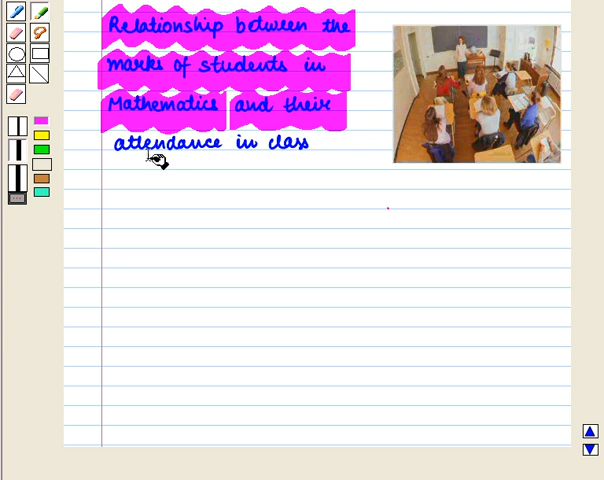 Relationship between the
marks of students in
Mathematics and their
attendance in class